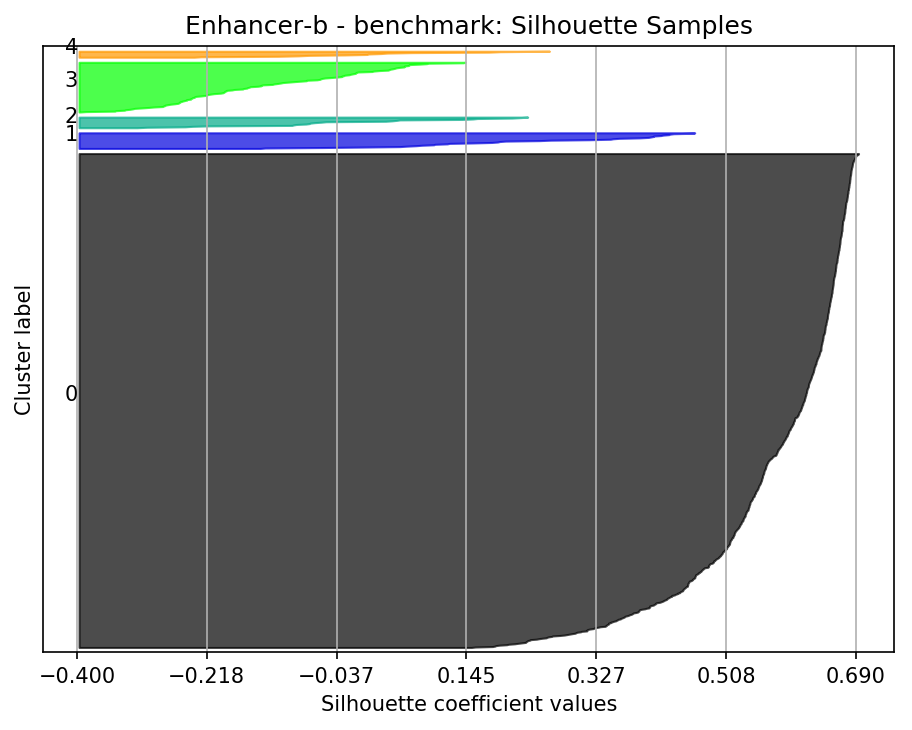 Enhancer-b - benchmark: Silhouette Samples
4
3
2
1
0
Cluster label
−0.400 −0.218 −0.037 0.145 0.327 0.508 0.690
Silhouette coefficient values